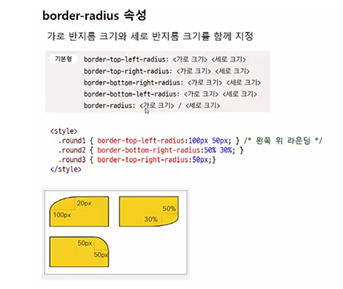 border-radius 속성
가로 반지름 크기와 세로 반지름 크기를 함께 지정
기본형
border-top-left-radius: <가로 크기> <세로 크기>
border-top-right-radius: <가로 크기> <세로 크기>
border-bottom-right-radius: <가로 크기> <세로 크기>
border-bottom-left-radius: <가로 크기> <세로 크기>
border-radius: <가로 크기> / <세로 크기>
<style>
.round1 { border-top-left-radius:100px 50px; } /* 왼쪽 위 라운딩 */
.round2 { border-bottom-right-radius:50% 30%; }
.round3 { border-top-right-radius:50px;}
</style>
20px
100px
50%
30%
50px
50px